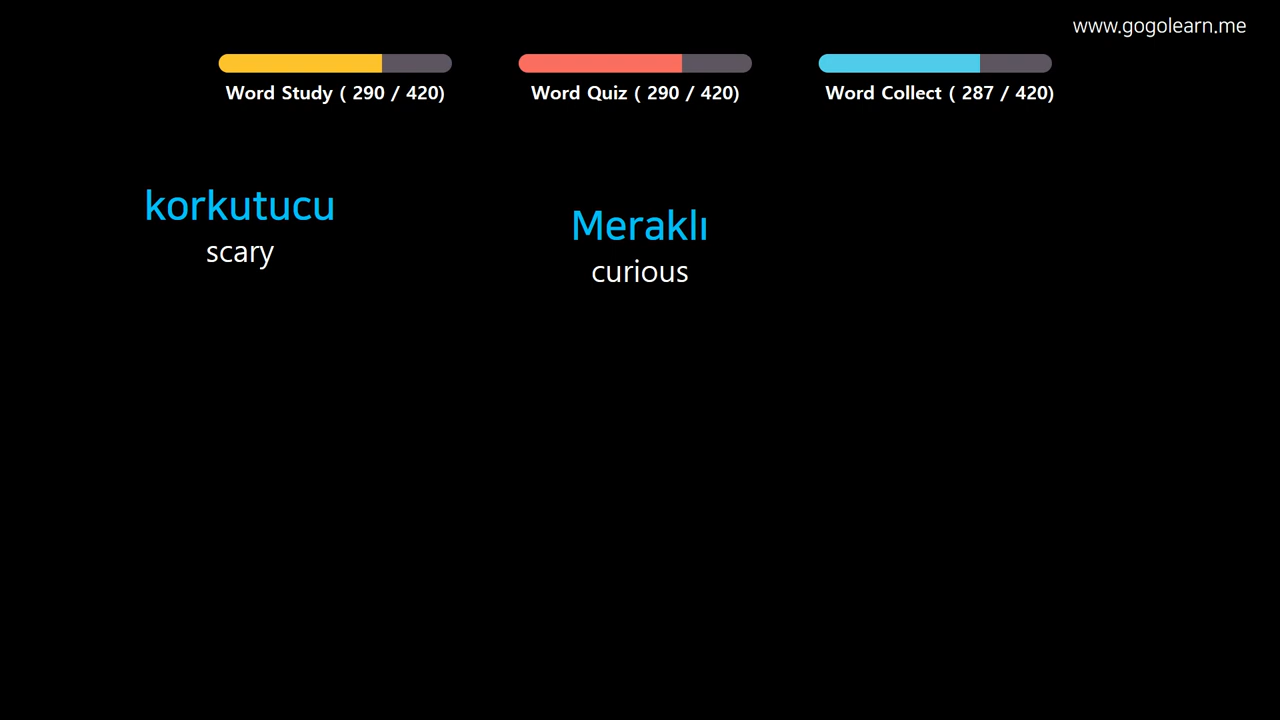 www.gogolearn.me
Word Study ( 290 / 420)
Word Quiz ( 290 / 420)
Word Collect ( 287 / 420)
korkutucu
scary
Meraklı
curious